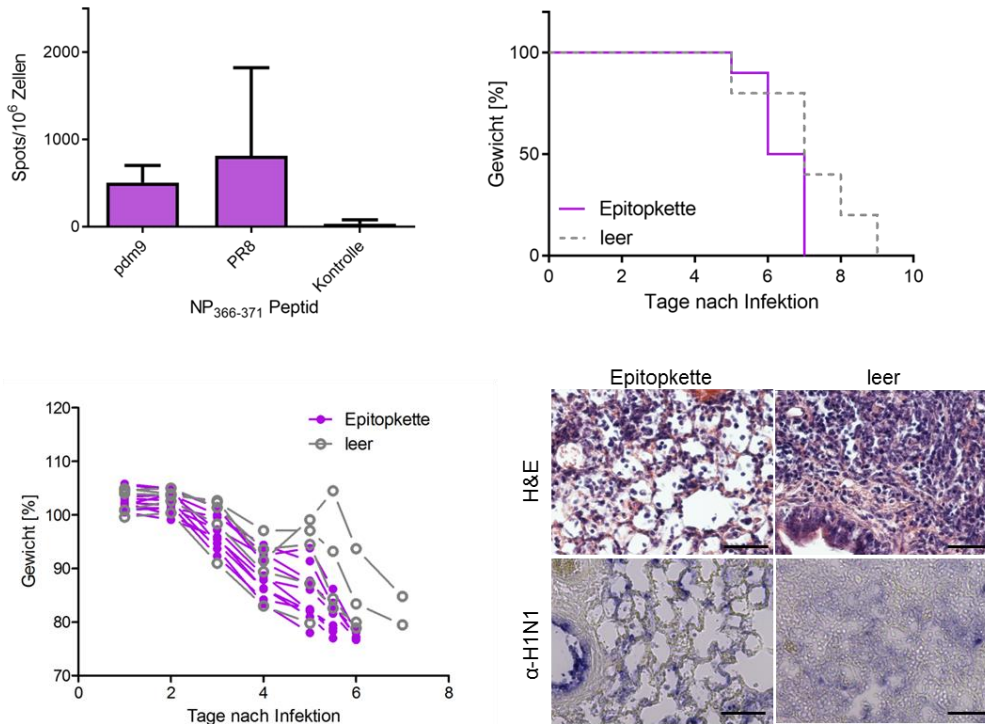 2000
1000
0
Spots/10⁶ Zellen
pdm9
PR8
Kontrolle
NP₃₆₆₋₃₇₁ Peptid
100
50
0
Gewicht [%]
Epitopkette
leer
0 2 4 6 8 10
Tage nach Infektion
120
110
100
90
80
70
Gewicht [%]
Epitopkette
leer
0 2 4 6 8
Tage nach Infektion
Epitopkette leer
H&E
α-H1N1